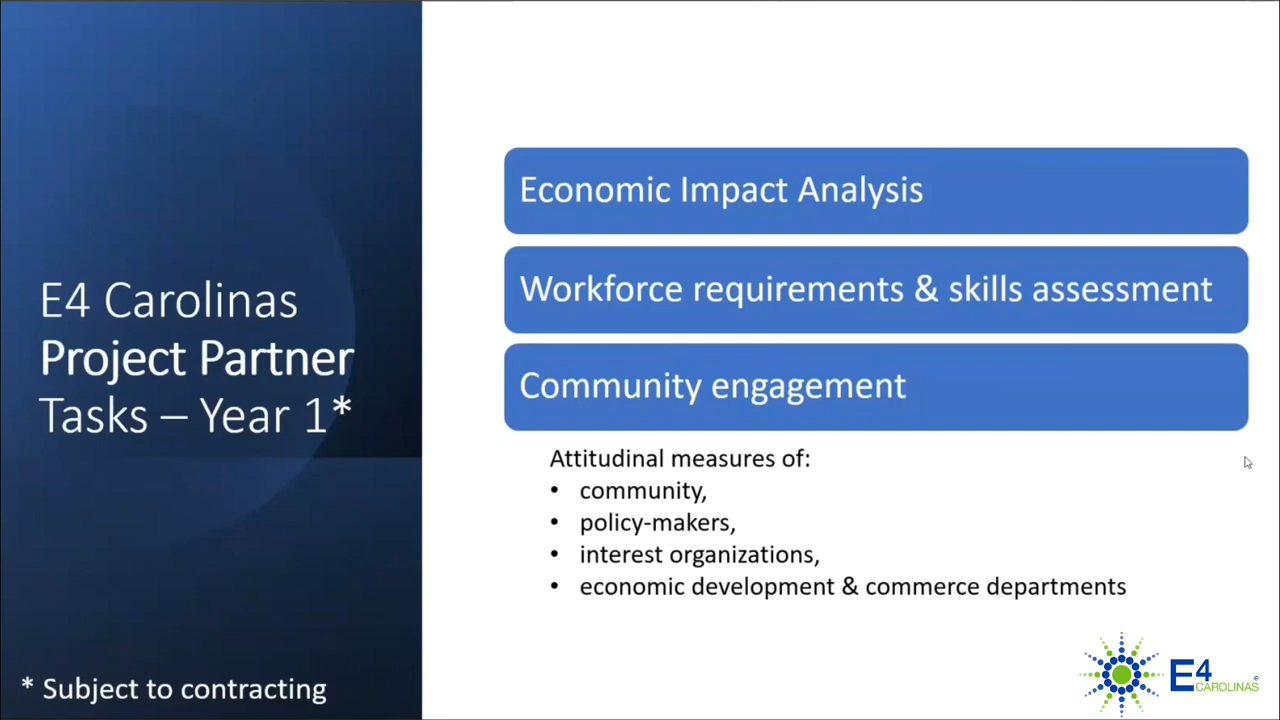 E4 Carolinas
Project Partner
Tasks – Year 1*
* Subject to contracting
Economic Impact Analysis
Workforce requirements & skills assessment
Community engagement
Attitudinal measures of:
• community,
• policy-makers,
• interest organizations,
• economic development & commerce departments
E4
CAROLINAS®